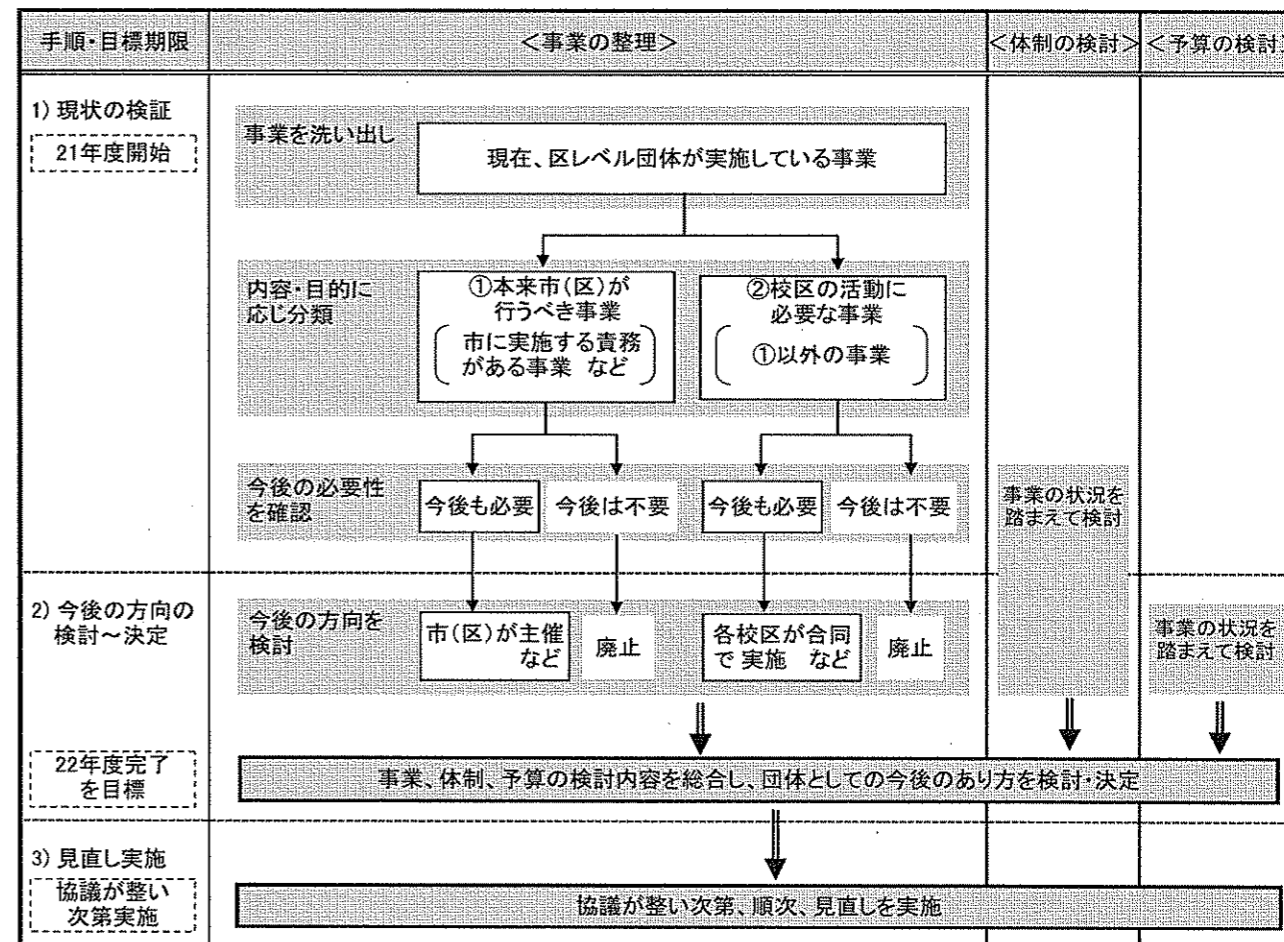 手順・目標期限
＜事業の整理＞
＜体制の検討＞
＜予算の検討
1) 現状の検証
21年度開始
事業を洗い出し
現在、区レベル団体が実施している事業
内容・目的に
応じ分類
①本来市(区)が
行うべき事業
市に実施する責務
がある事業 など
②校区の活動に
必要な事業
①以外の事業
今後の必要性
を確認
今後も必要
今後は不要
今後も必要
今後は不要
事業の状況を
踏まえて検討
2) 今後の方向の
検討～決定
今後の方向を
検討
市(区)が主催
など
廃止
各校区が合同
で 実施 など
廃止
事業の状況を
踏まえて検討
22年度完了
を目標
事業、体制、予算の検討内容を総合し、団体としての今後のあり方を検討・決定
3) 見直し実施
協議が整い
次第実施
協議が整い次第、順次、見直しを実施